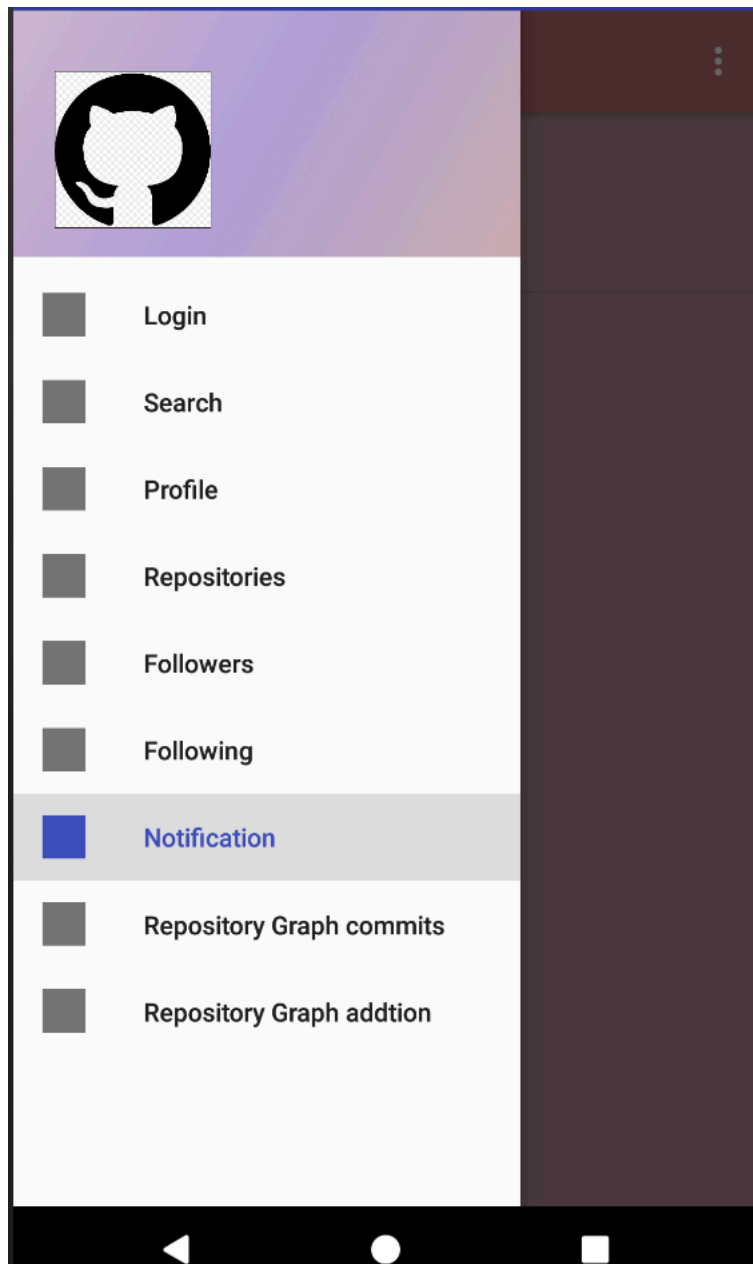 Login
Search
Profile
Repositories
Followers
Following
Notification
Repository Graph commits
Repository Graph addtion